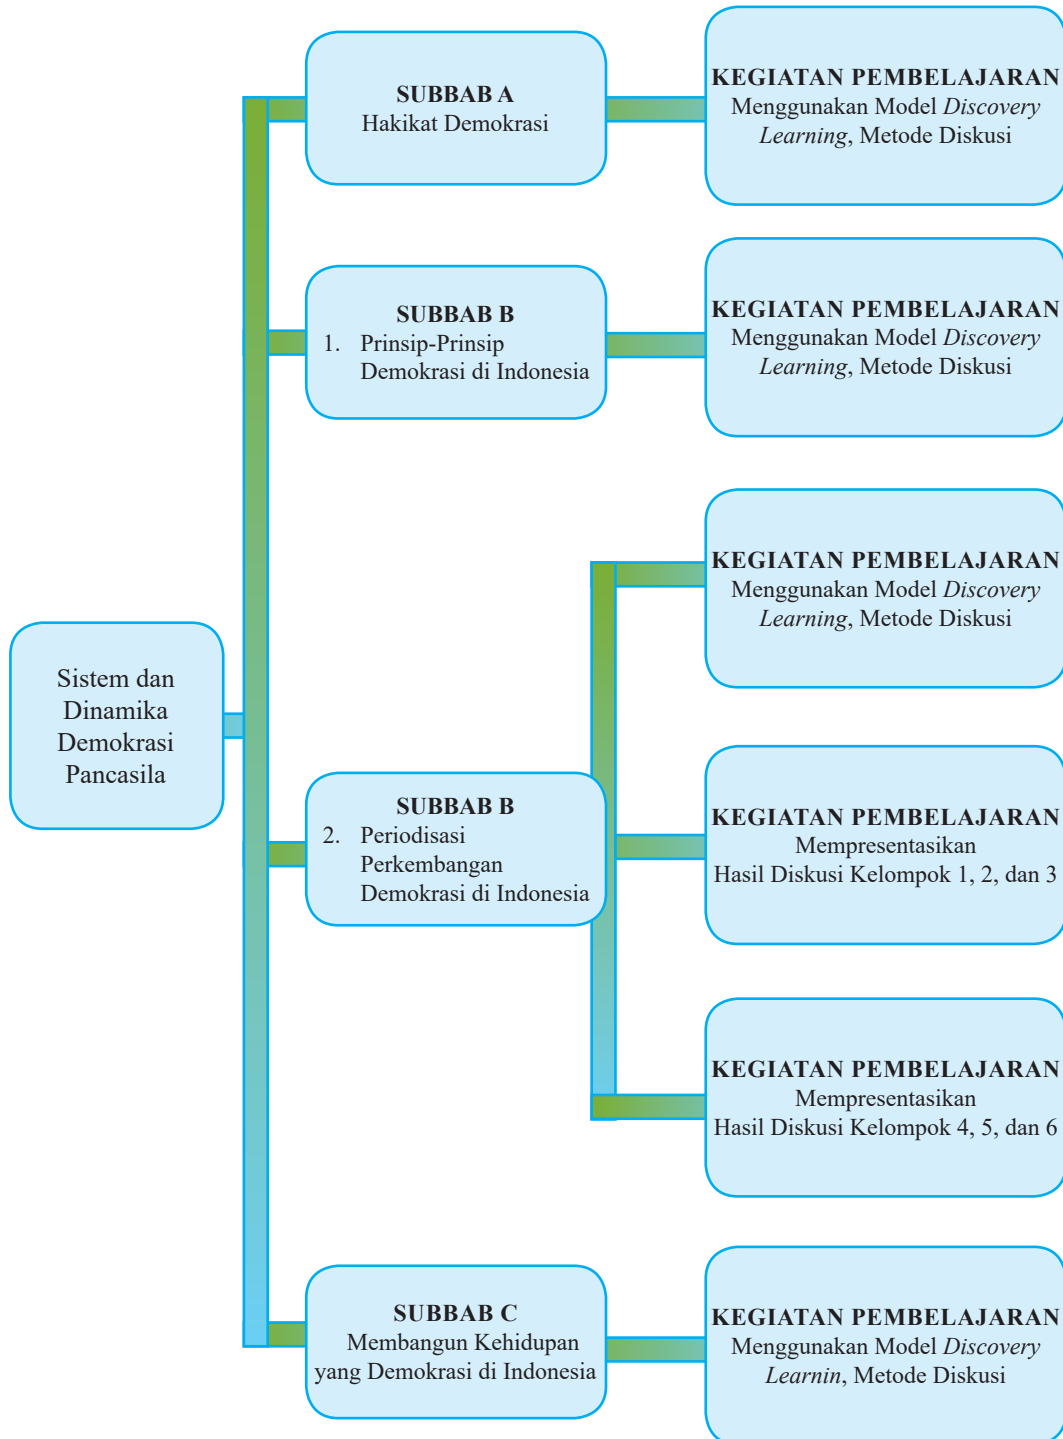 Sistem dan
Dinamika
Demokrasi
Pancasila
SUBBAB A
Hakikat Demokrasi
KEGIATAN PEMBELAJARAN
Menggunakan Model Discovery
Learning, Metode Diskusi
SUBBAB B
1. Prinsip-Prinsip
Demokrasi di Indonesia
KEGIATAN PEMBELAJARAN
Menggunakan Model Discovery
Learning, Metode Diskusi
SUBBAB B
2. Periodisasi
Perkembangan
Demokrasi di Indonesia
KEGIATAN PEMBELAJARAN
Menggunakan Model Discovery
Learning, Metode Diskusi
KEGIATAN PEMBELAJARAN
Mempresentasikan
Hasil Diskusi Kelompok 1, 2, dan 3
KEGIATAN PEMBELAJARAN
Mempresentasikan
Hasil Diskusi Kelompok 4, 5, dan 6
SUBBAB C
Membangun Kehidupan
yang Demokrasi di Indonesia
KEGIATAN PEMBELAJARAN
Menggunakan Model Discovery
Learnin, Metode Diskusi